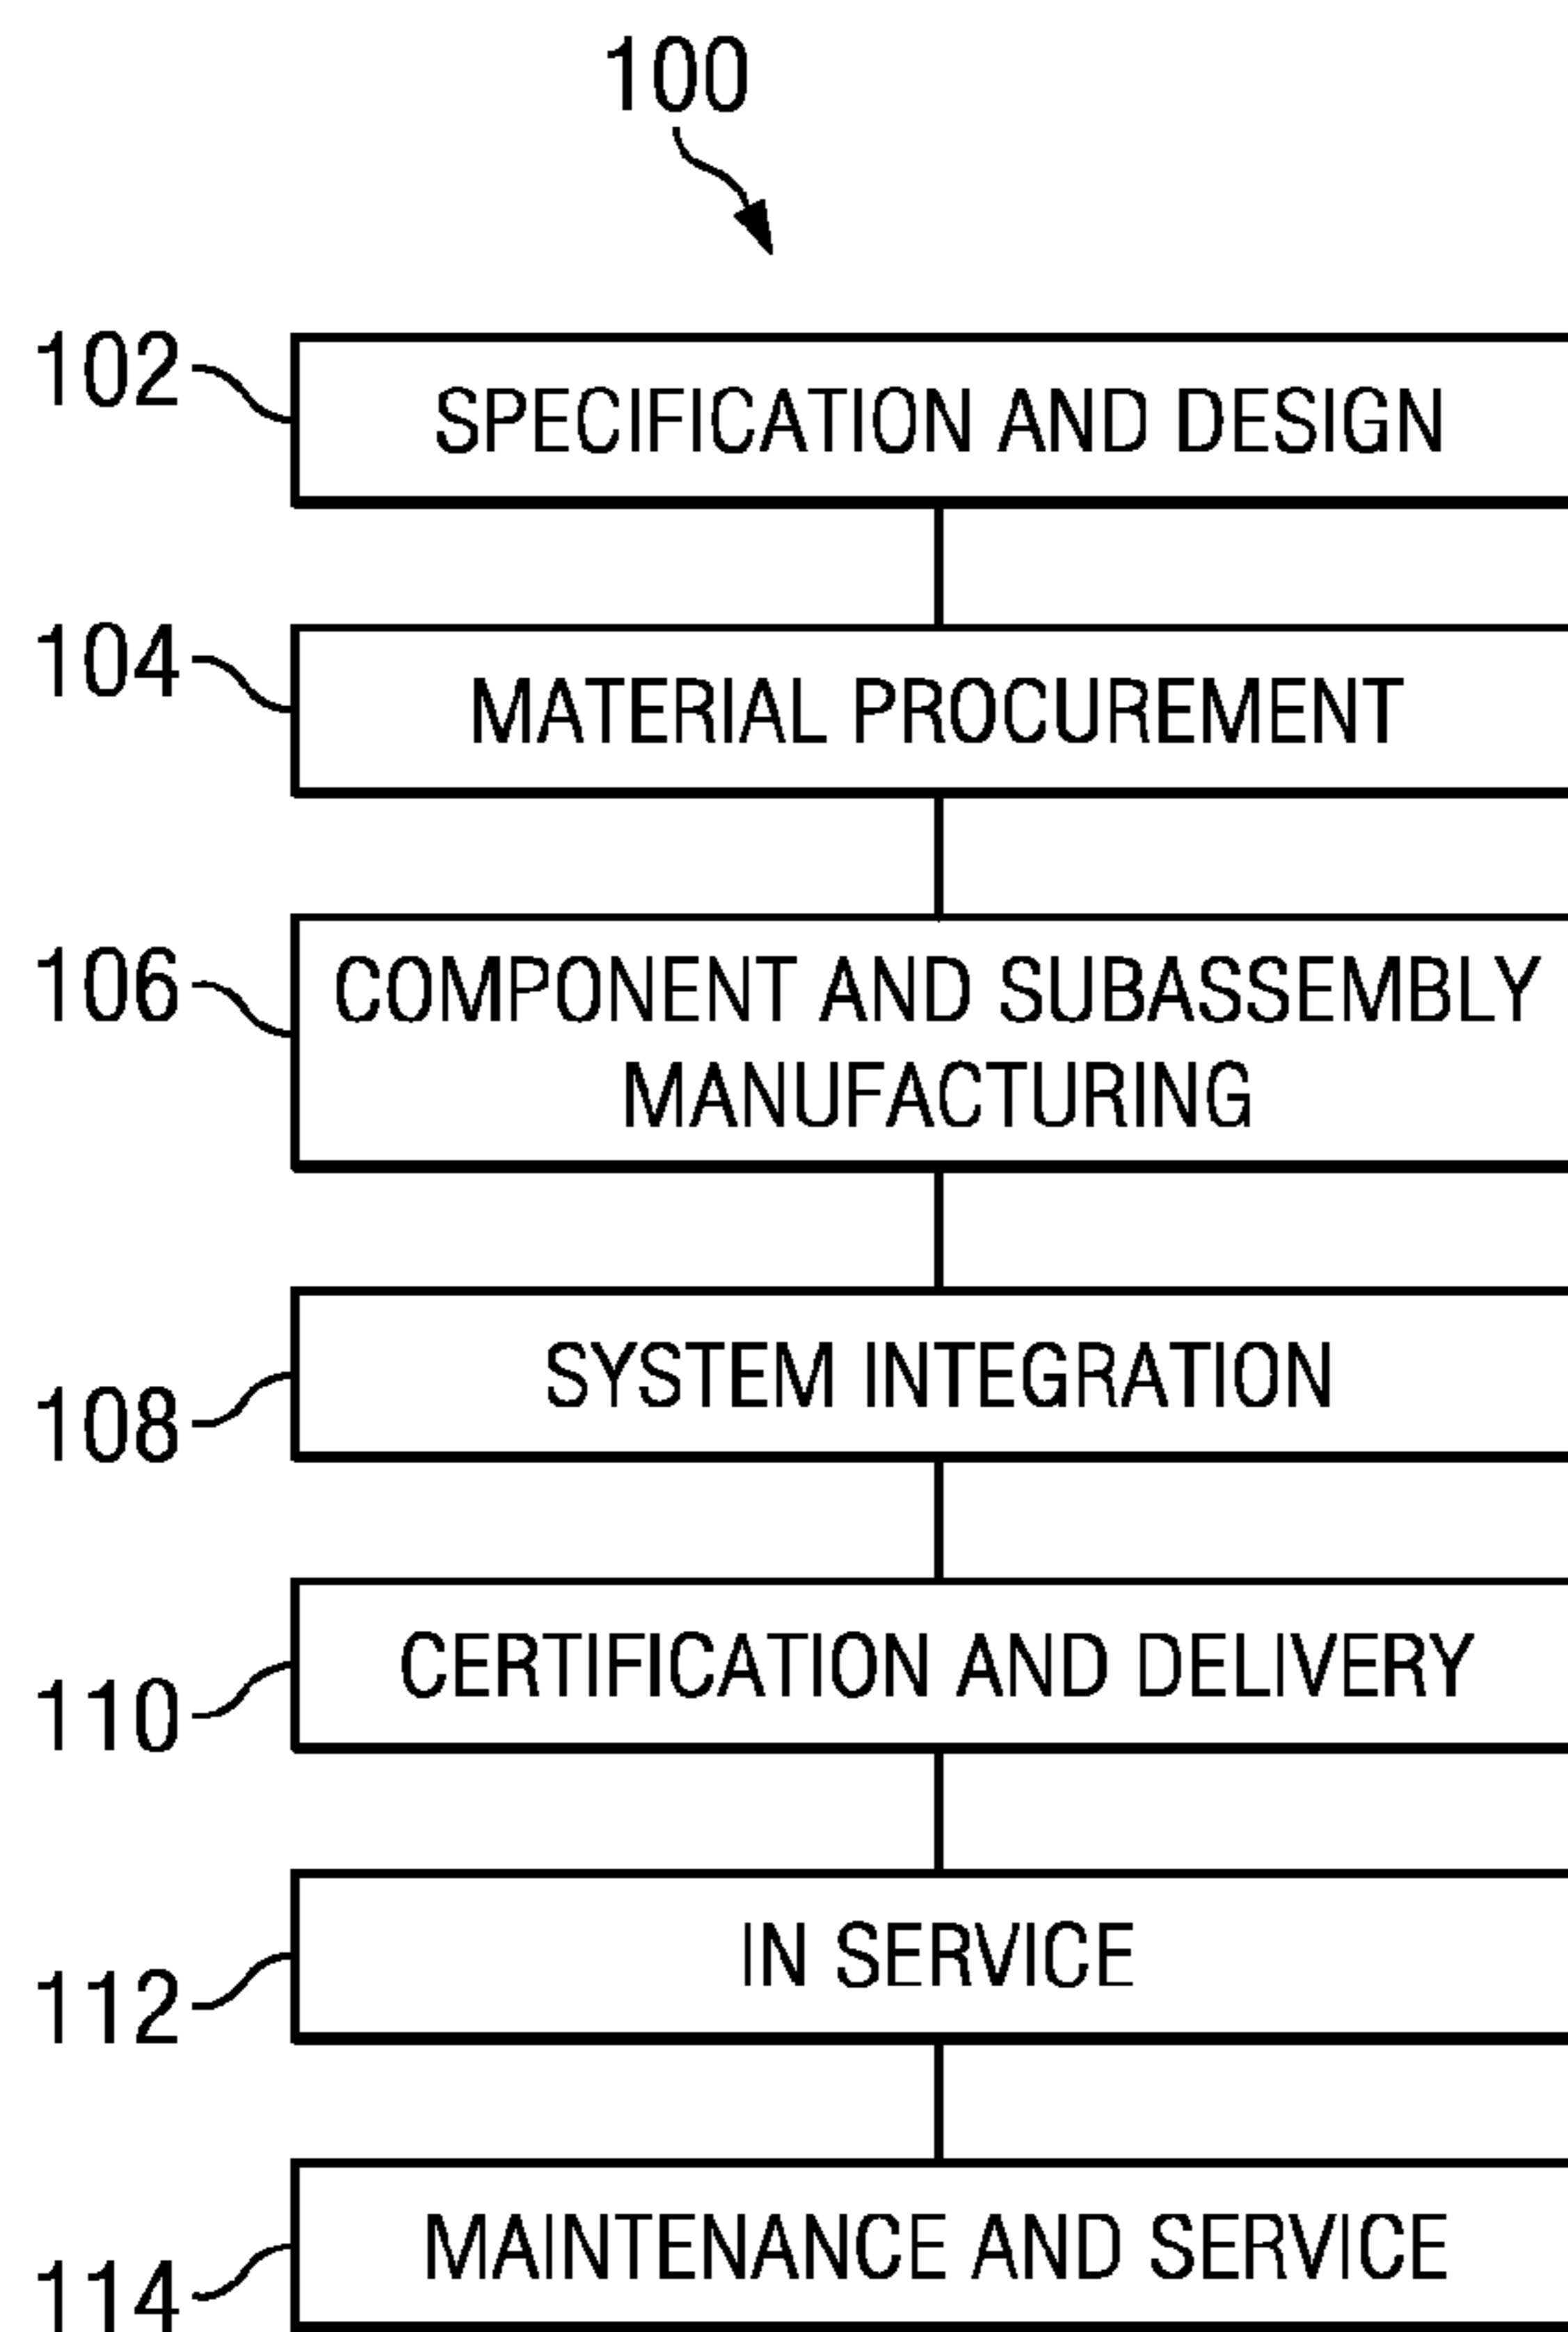 100
102
SPECIFICATION AND DESIGN
104
MATERIAL PROCUREMENT
106
COMPONENT AND SUBASSEMBLY
MANUFACTURING
108
SYSTEM INTEGRATION
110
CERTIFICATION AND DELIVERY
112
IN SERVICE
114
MAINTENANCE AND SERVICE